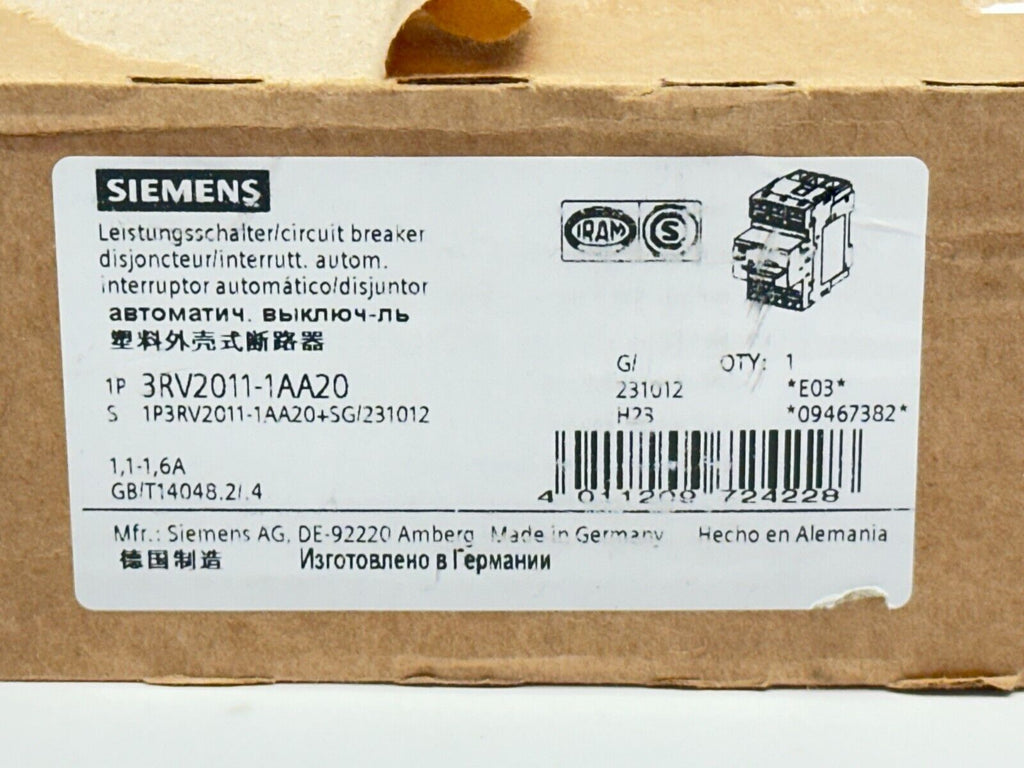 SIEMENS
Leistungsschalter/circuit breaker
disjoncteur/interrutt. autom.
interruptor automático/disjuntor
автоматич. выключ-ль
塑料外壳式断路器
IRAM S
1P 3RV2011-1AA20
S 1P3RV2011-1AA20+SG/231012
G/ QTY: 1
231012 *E03*
H23 *09467382*
1,1-1,6A
GB/T14048.2/.4
4 011209 724228
Mfr.: Siemens AG, DE-92220 Amberg Made in Germany Hecho en Alemania
德国制造 Изготовлено в Германии